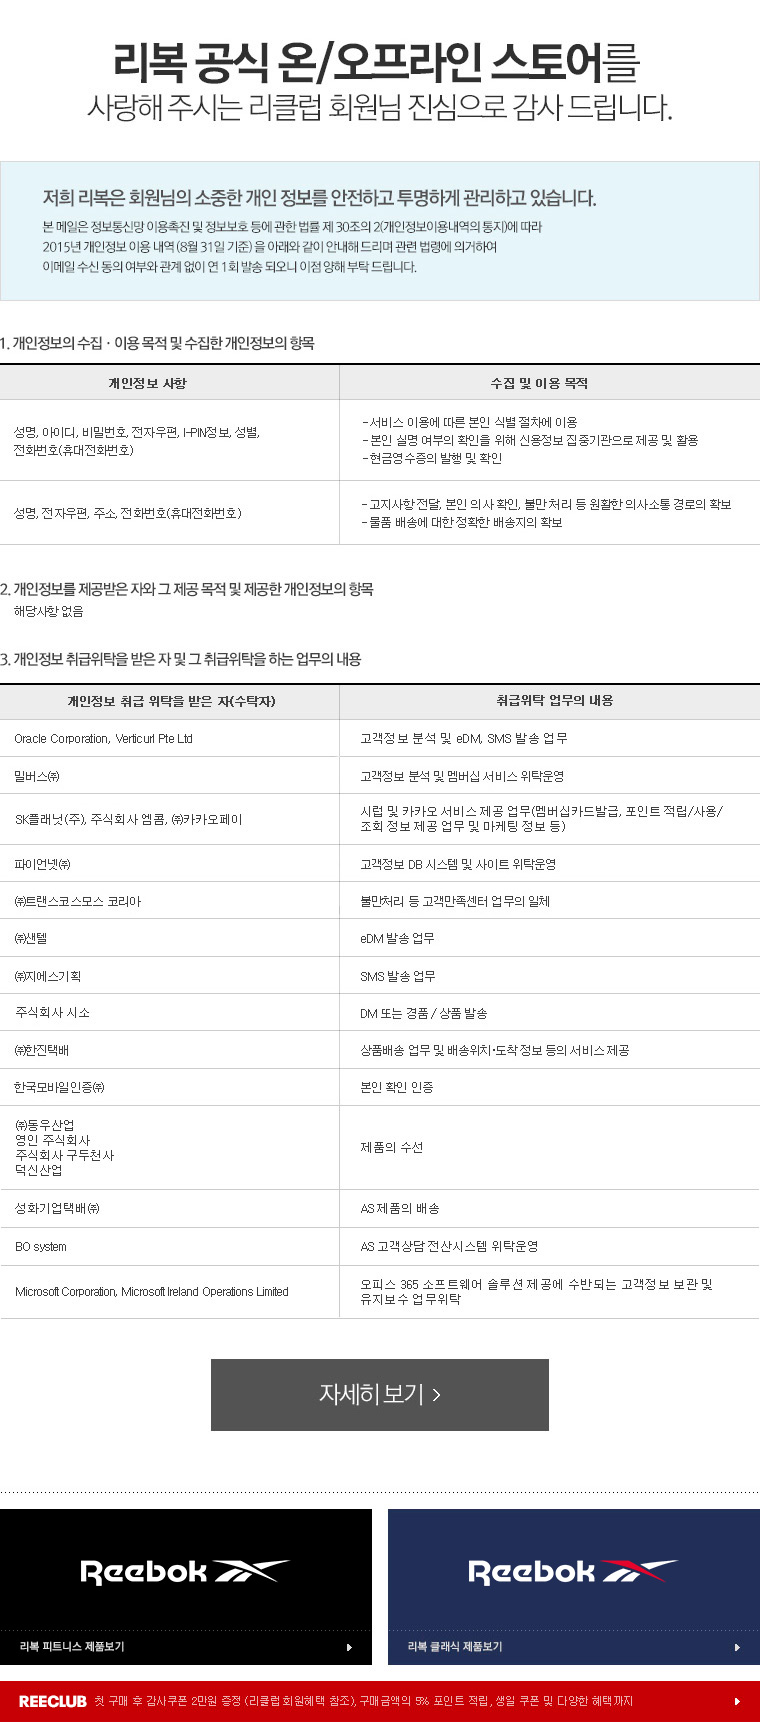 리복 공식 온/오프라인 스토어를
사랑해 주시는 리클럽 회원님 진심으로 감사 드립니다.
저희 리복은 회원님의 소중한 개인 정보를 안전하고 투명하게 관리하고 있습니다.
본 메일은 정보통신망 이용촉진 및 정보보호 등에 관한 법률 제 30조의 2(개인정보이용내역의 통지)에 따라
2015년 개인정보 이용 내역 (8월 31일 기준) 을 아래와 같이 안내해 드리며 관련 법령에 의거하여
이메일 수신 동의 여부와 관계 없이 연 1회 발송 되오니 이점 양해 부탁 드립니다.
1. 개인정보의 수집 · 이용 목적 및 수집한 개인정보의 항목
개인정보 사항
수집 및 이용 목적
성명, 아이디, 비밀번호, 전자우편, I-PIN정보, 성별,
전화번호(휴대전화번호)
- 서비스 이용에 따른 본인 식별 절차에 이용
- 본인 실명 여부의 확인을 위해 신용정보 집중기관으로 제공 및 활용
- 현금영수증의 발행 및 확인
성명, 전자우편, 주소, 전화번호(휴대전화번호)
- 고지사항 전달, 본인 의사 확인, 불만 처리 등 원활한 의사소통 경로의 확보
- 물품 배송에 대한 정확한 배송지의 확보
2. 개인정보를 제공받은 자와 그 제공 목적 및 제공한 개인정보의 항목
해당사항 없음
3. 개인정보 취급위탁을 받은 자 및 그 취급위탁을 하는 업무의 내용
개인정보 취급 위탁을 받은 자(수탁자)
취급위탁 업무의 내용
Oracle Corporation, Verticurl Pte Ltd
고객정보 분석 및 eDM, SMS 발송 업무
밀버스㈜
고객정보 분석 및 멤버십 서비스 위탁운영
SK플래닛(주), 주식회사 엠콤, ㈜카카오페이
시럽 및 카카오 서비스 제공 업무(멤버십카드발급, 포인트 적립/사용/
조회 정보 제공 업무 및 마케팅 정보 등)
파이언넷㈜
고객정보 DB 시스템 및 사이트 위탁운영
㈜트랜스코스모스 코리아
불만처리 등 고객만족센터 업무의 일체
㈜샌텔
eDM 발송 업무
㈜지에스기획
SMS 발송 업무
주식회사 시소
DM 또는 경품 / 상품 발송
㈜한진택배
상품배송 업무 및 배송위치·도착 정보 등의 서비스 제공
한국모바일인증㈜
본인 확인 인증
㈜동우산업
영인 주식회사
주식회사 구두천사
덕신산업
제품의 수선
성화기업택배㈜
AS 제품의 배송
BO system
AS 고객상담 전산시스템 위탁운영
Microsoft Corporation, Microsoft Ireland Operations Limited
오피스 365 소프트웨어 솔루션 제공에 수반되는 고객정보 보관 및
유지보수 업무위탁
자세히 보기 >
Reebok
Reebok
리복 피트니스 제품보기
리복 클래식 제품보기
REECLUB 첫 구매 후 감사쿠폰 2만원 증정 (리클럽 회원혜택 참조), 구매금액의 5% 포인트 적립, 생일 쿠폰 및 다양한 혜택까지